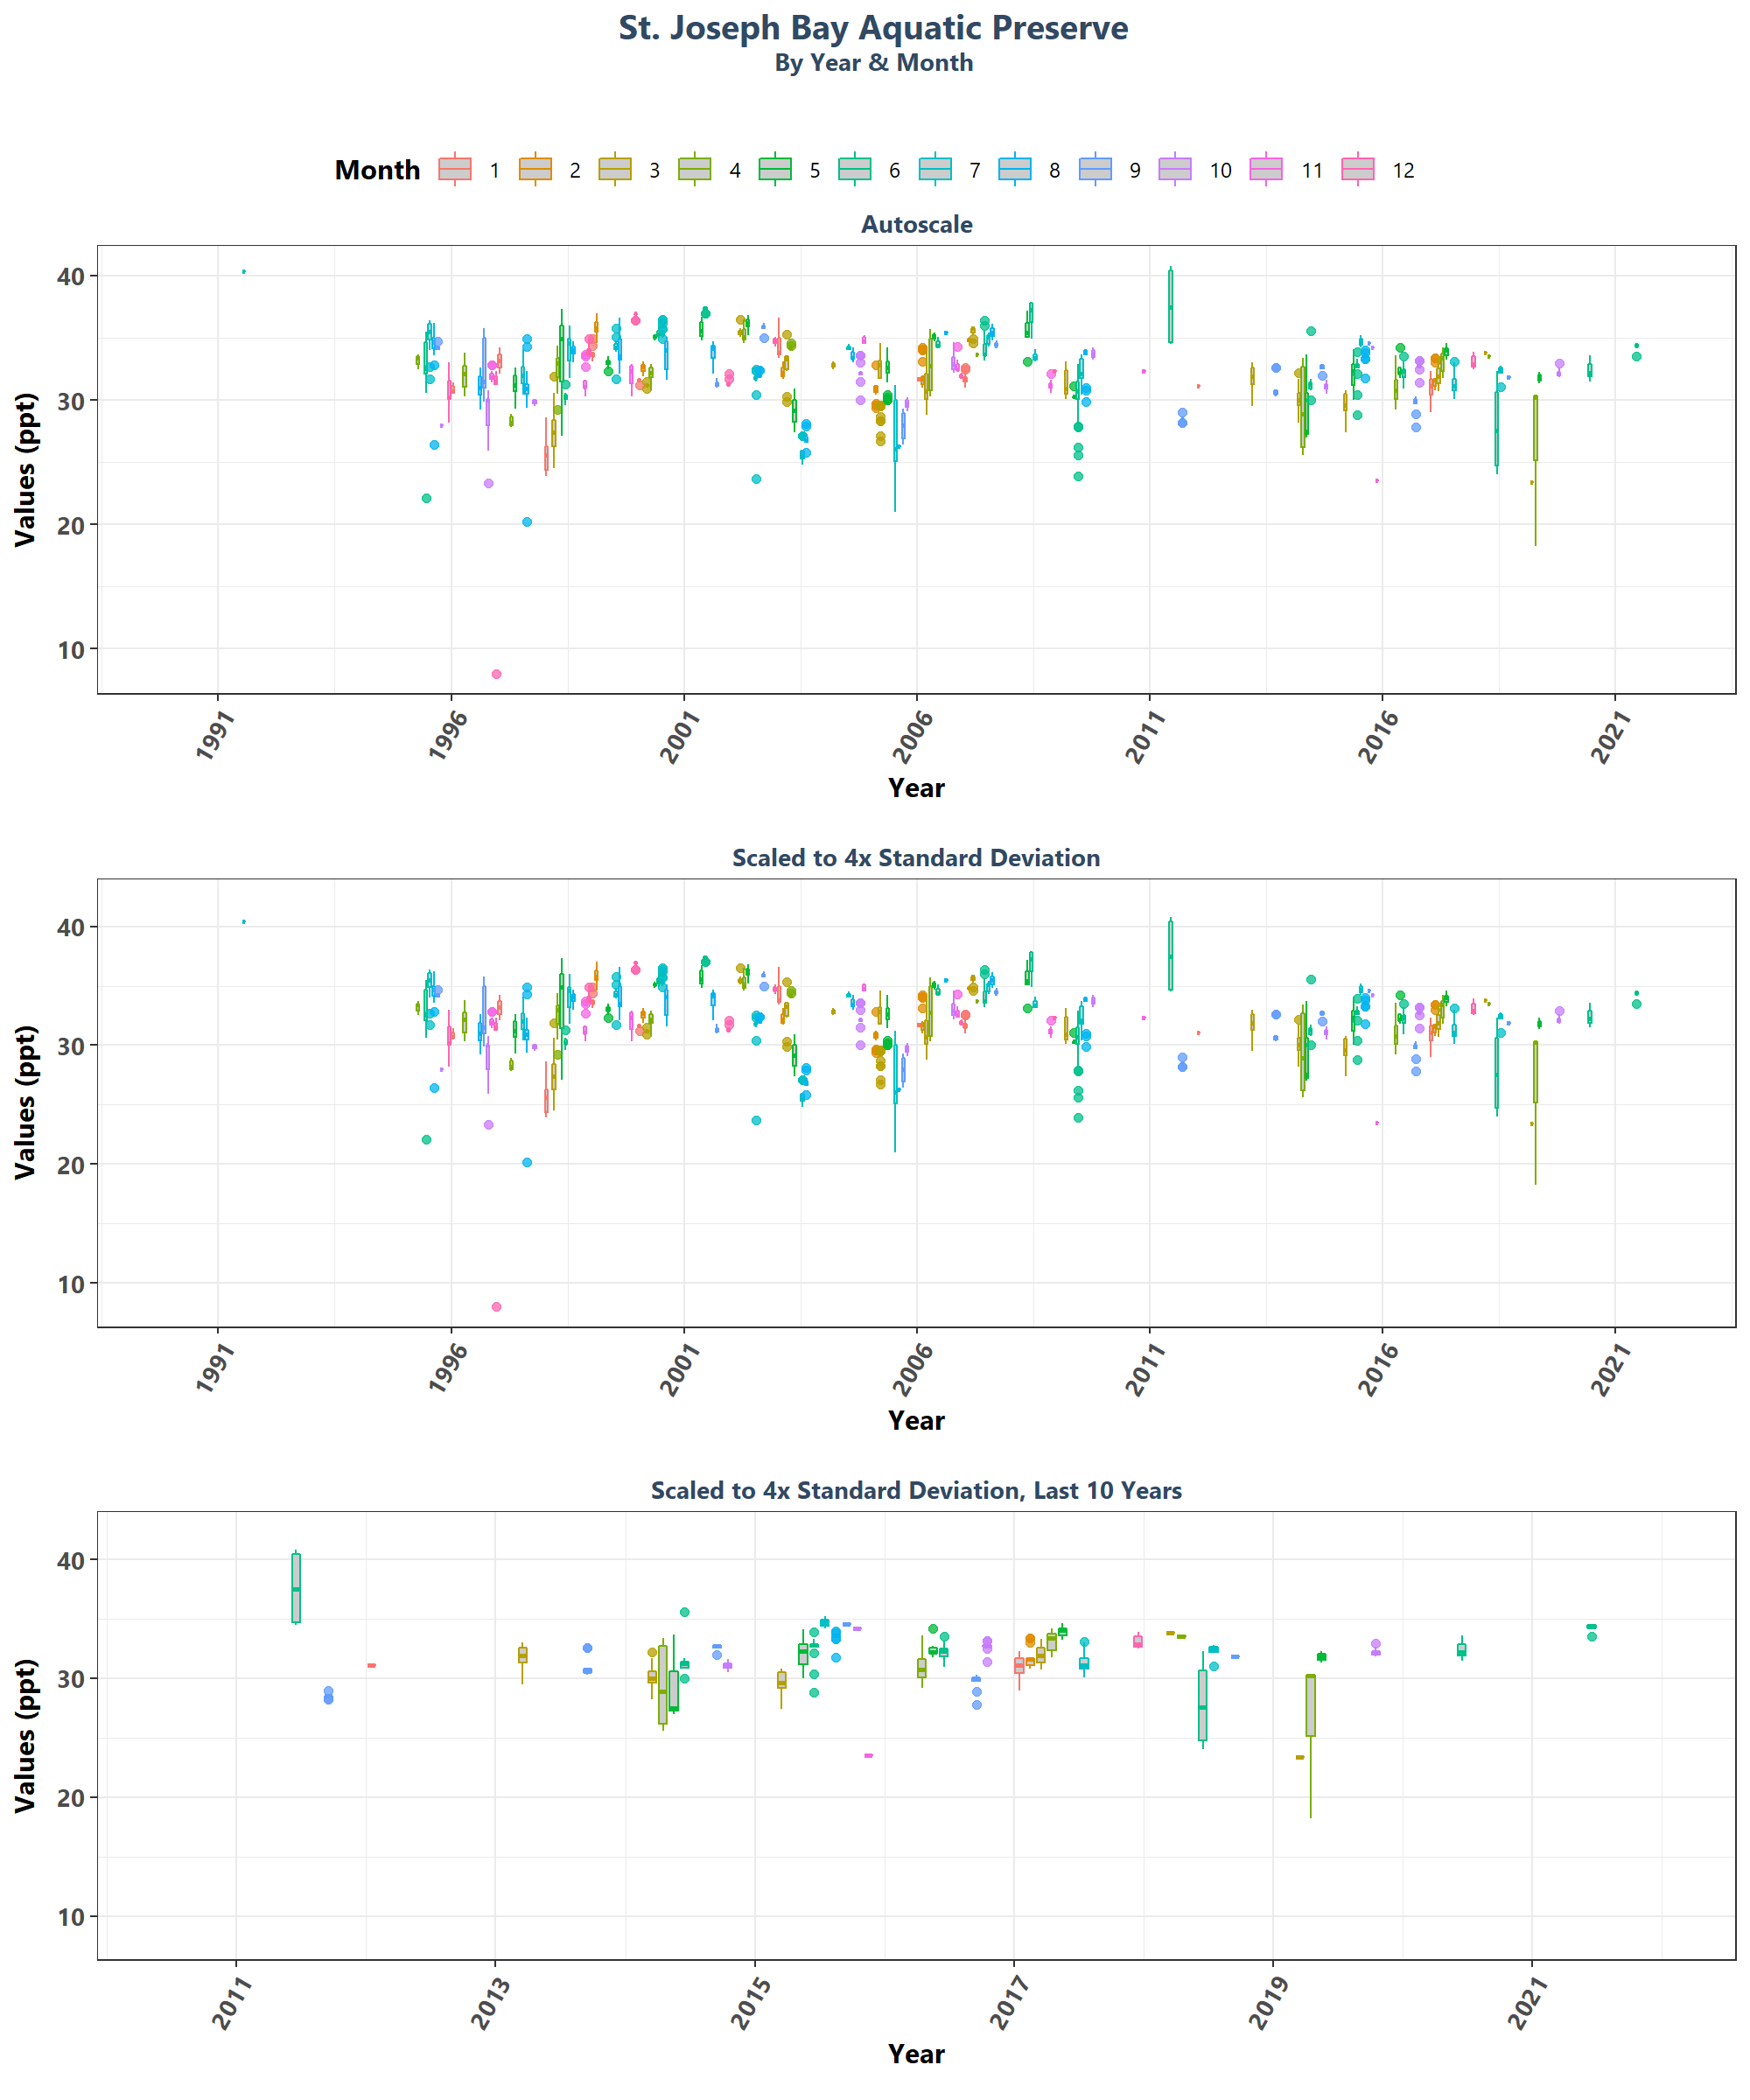 St. Joseph Bay Aquatic Preserve
By Year & Month
Month 1 2 3 4 5 6 7 8 9 10 11 12
Autoscale
Values (ppt)
40
30
20
10
1991 1996 2001 2006 2011 2016 2021
Year
Scaled to 4x Standard Deviation
Values (ppt)
40
30
20
10
1991 1996 2001 2006 2011 2016 2021
Year
Scaled to 4x Standard Deviation, Last 10 Years
Values (ppt)
40
30
20
10
2011 2013 2015 2017 2019 2021
Year